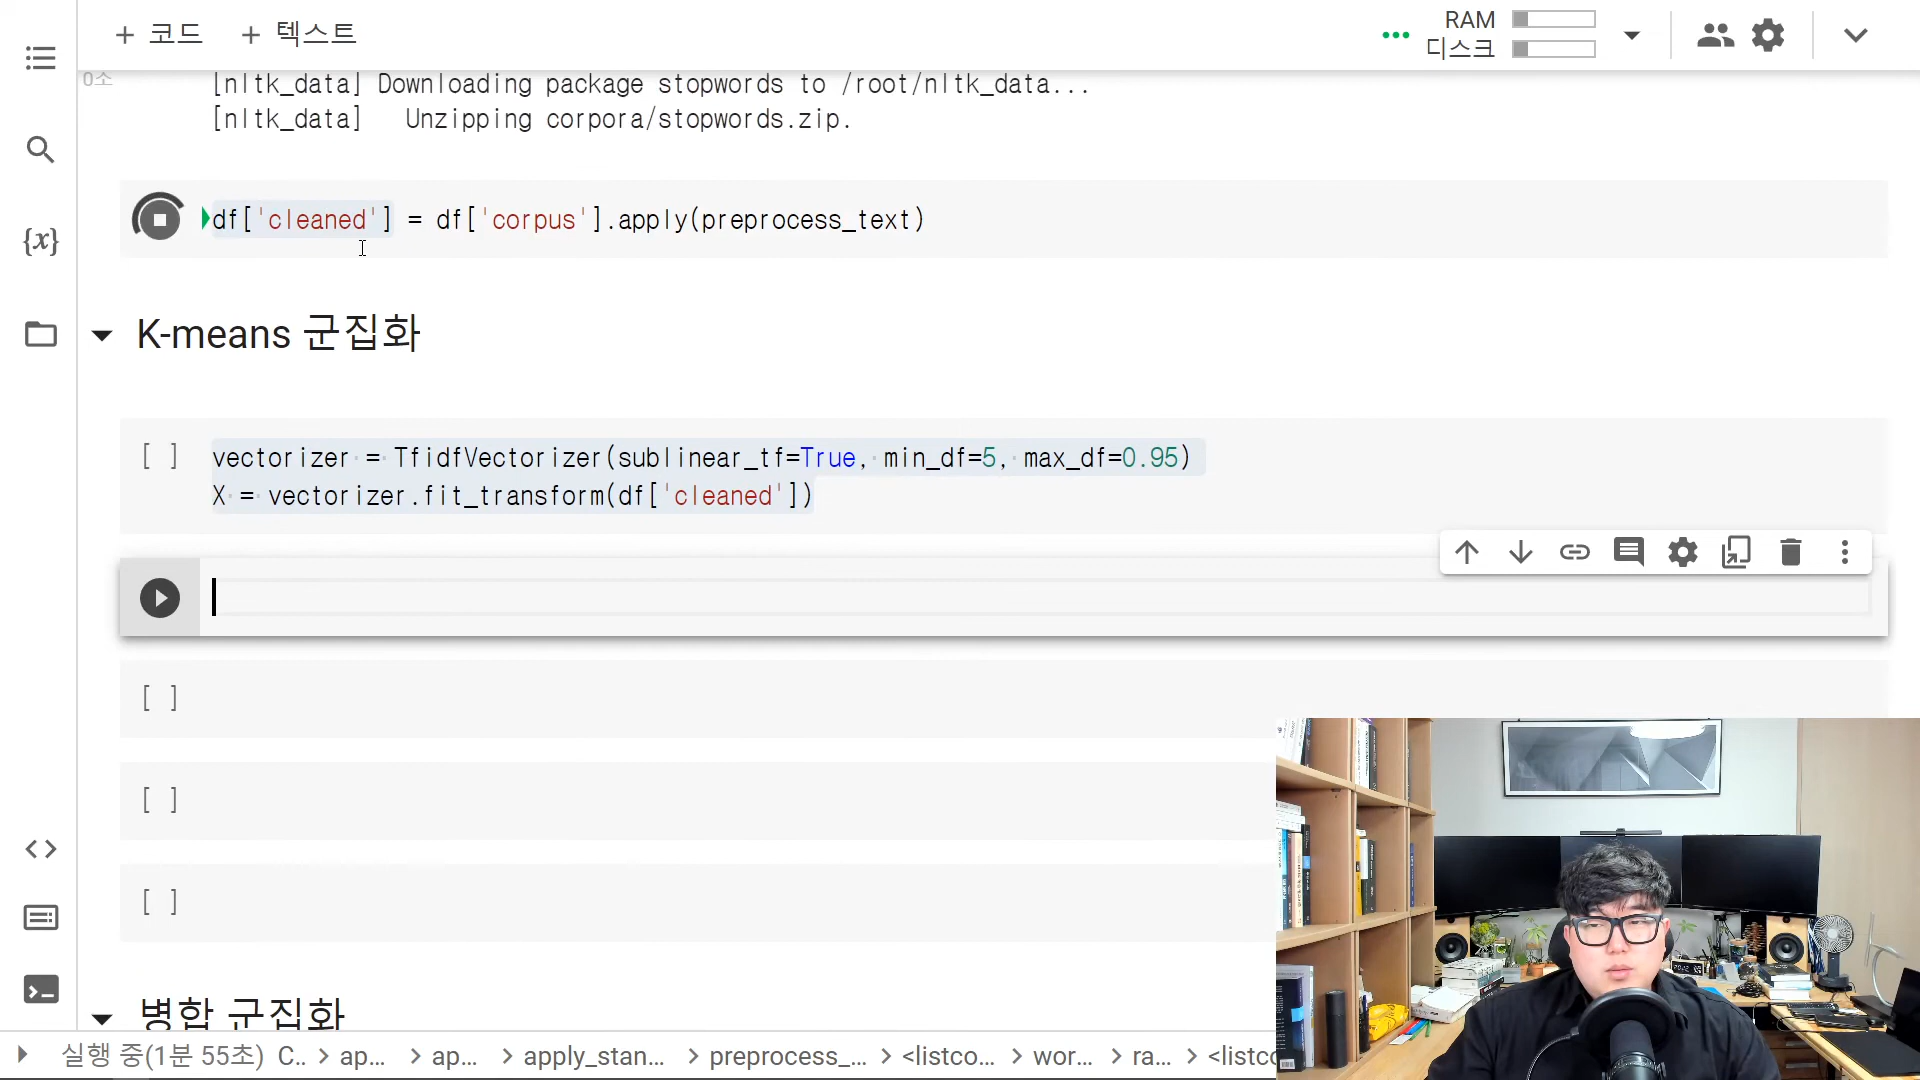 + 코드 + 텍스트
RAM
디스크
0소
[nltk_data] Downloading package stopwords to /root/nltk_data...
[nltk_data]   Unzipping corpora/stopwords.zip.
df['cleaned'] = df['corpus'].apply(preprocess_text)
{x}
K-means 군집화
[ ] vectorizer = TfidfVectorizer(sublinear_tf=True, min_df=5, max_df=0.95)
X = vectorizer.fit_transform(df['cleaned'])
[ ]
[ ]
[ ]
병합 군집화
실행 중(1분 55초) C.. > ap... > ap... > apply_stan... > preprocess_... > <listco... > wor... > ra... > <listc